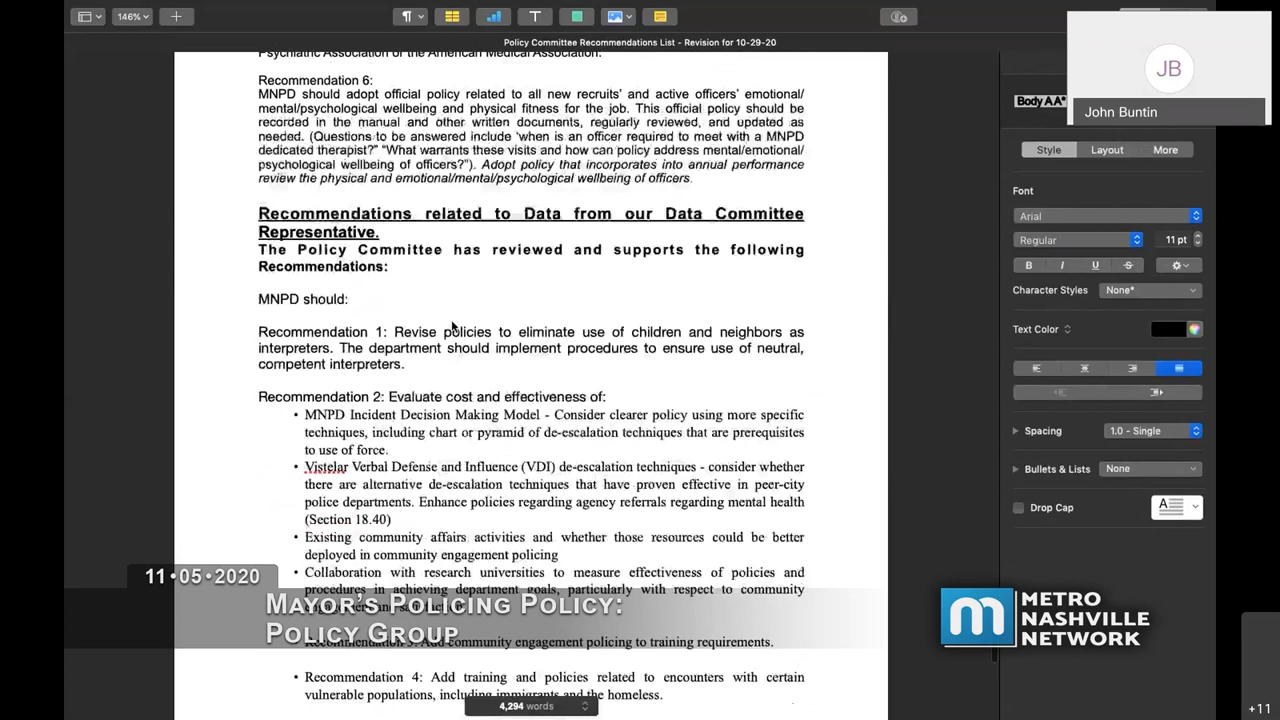 146%
Policy Committee Recommendations List - Revision for 10-29-20
JB
John Buntin
Psychiatric Association of the American Medical Association.
Recommendation 6:
MNPD should adopt official policy related to all new recruits' and active officers' emotional/
mental/psychological wellbeing and physical fitness for the job. This official policy should be
recorded in the manual and other written documents, regularly reviewed, and updated as
needed. (Questions to be answered include 'when is an officer required to meet with a MNPD
dedicated therapist?" "What warrants these visits and how can policy address mental/emotional/
psychological wellbeing of officers?"). Adopt policy that incorporates into annual performance
review the physical and emotional/mental/psychological wellbeing of officers.
Recommendations related to Data from our Data Committee
Representative.
The Policy Committee has reviewed and supports the following
Recommendations:
MNPD should:
Recommendation 1: Revise policies to eliminate use of children and neighbors as
interpreters. The department should implement procedures to ensure use of neutral,
competent interpreters.
Recommendation 2: Evaluate cost and effectiveness of:
• MNPD Incident Decision Making Model - Consider clearer policy using more specific
techniques, including chart or pyramid of de-escalation techniques that are prerequisites
to use of force.
• Vistelar Verbal Defense and Influence (VDI) de-escalation techniques - consider whether
there are alternative de-escalation techniques that have proven effective in peer-city
police departments. Enhance policies regarding agency referrals regarding mental health
(Section 18.40)
• Existing community affairs activities and whether those resources could be better
deployed in community engagement policing
• Collaboration with research universities to measure effectiveness of policies and
procedures in achieving department goals, particularly with respect to community
Recommendation 3: Add community engagement policing to training requirements.
• Recommendation 4: Add training and policies related to encounters with certain
vulnerable populations, including immigrants and the homeless.
4,294 words
11•05•2020
Mayor's Policing Policy:
Policy Group
m
METRO
NASHVILLE
NETWORK
Body AA*
Style
Layout
More
Font
Arial
Regular
11 pt
B I U S
Character Styles
None*
Text Color
Spacing
1.0 - Single
Bullets & Lists
None
Drop Cap
A
+11